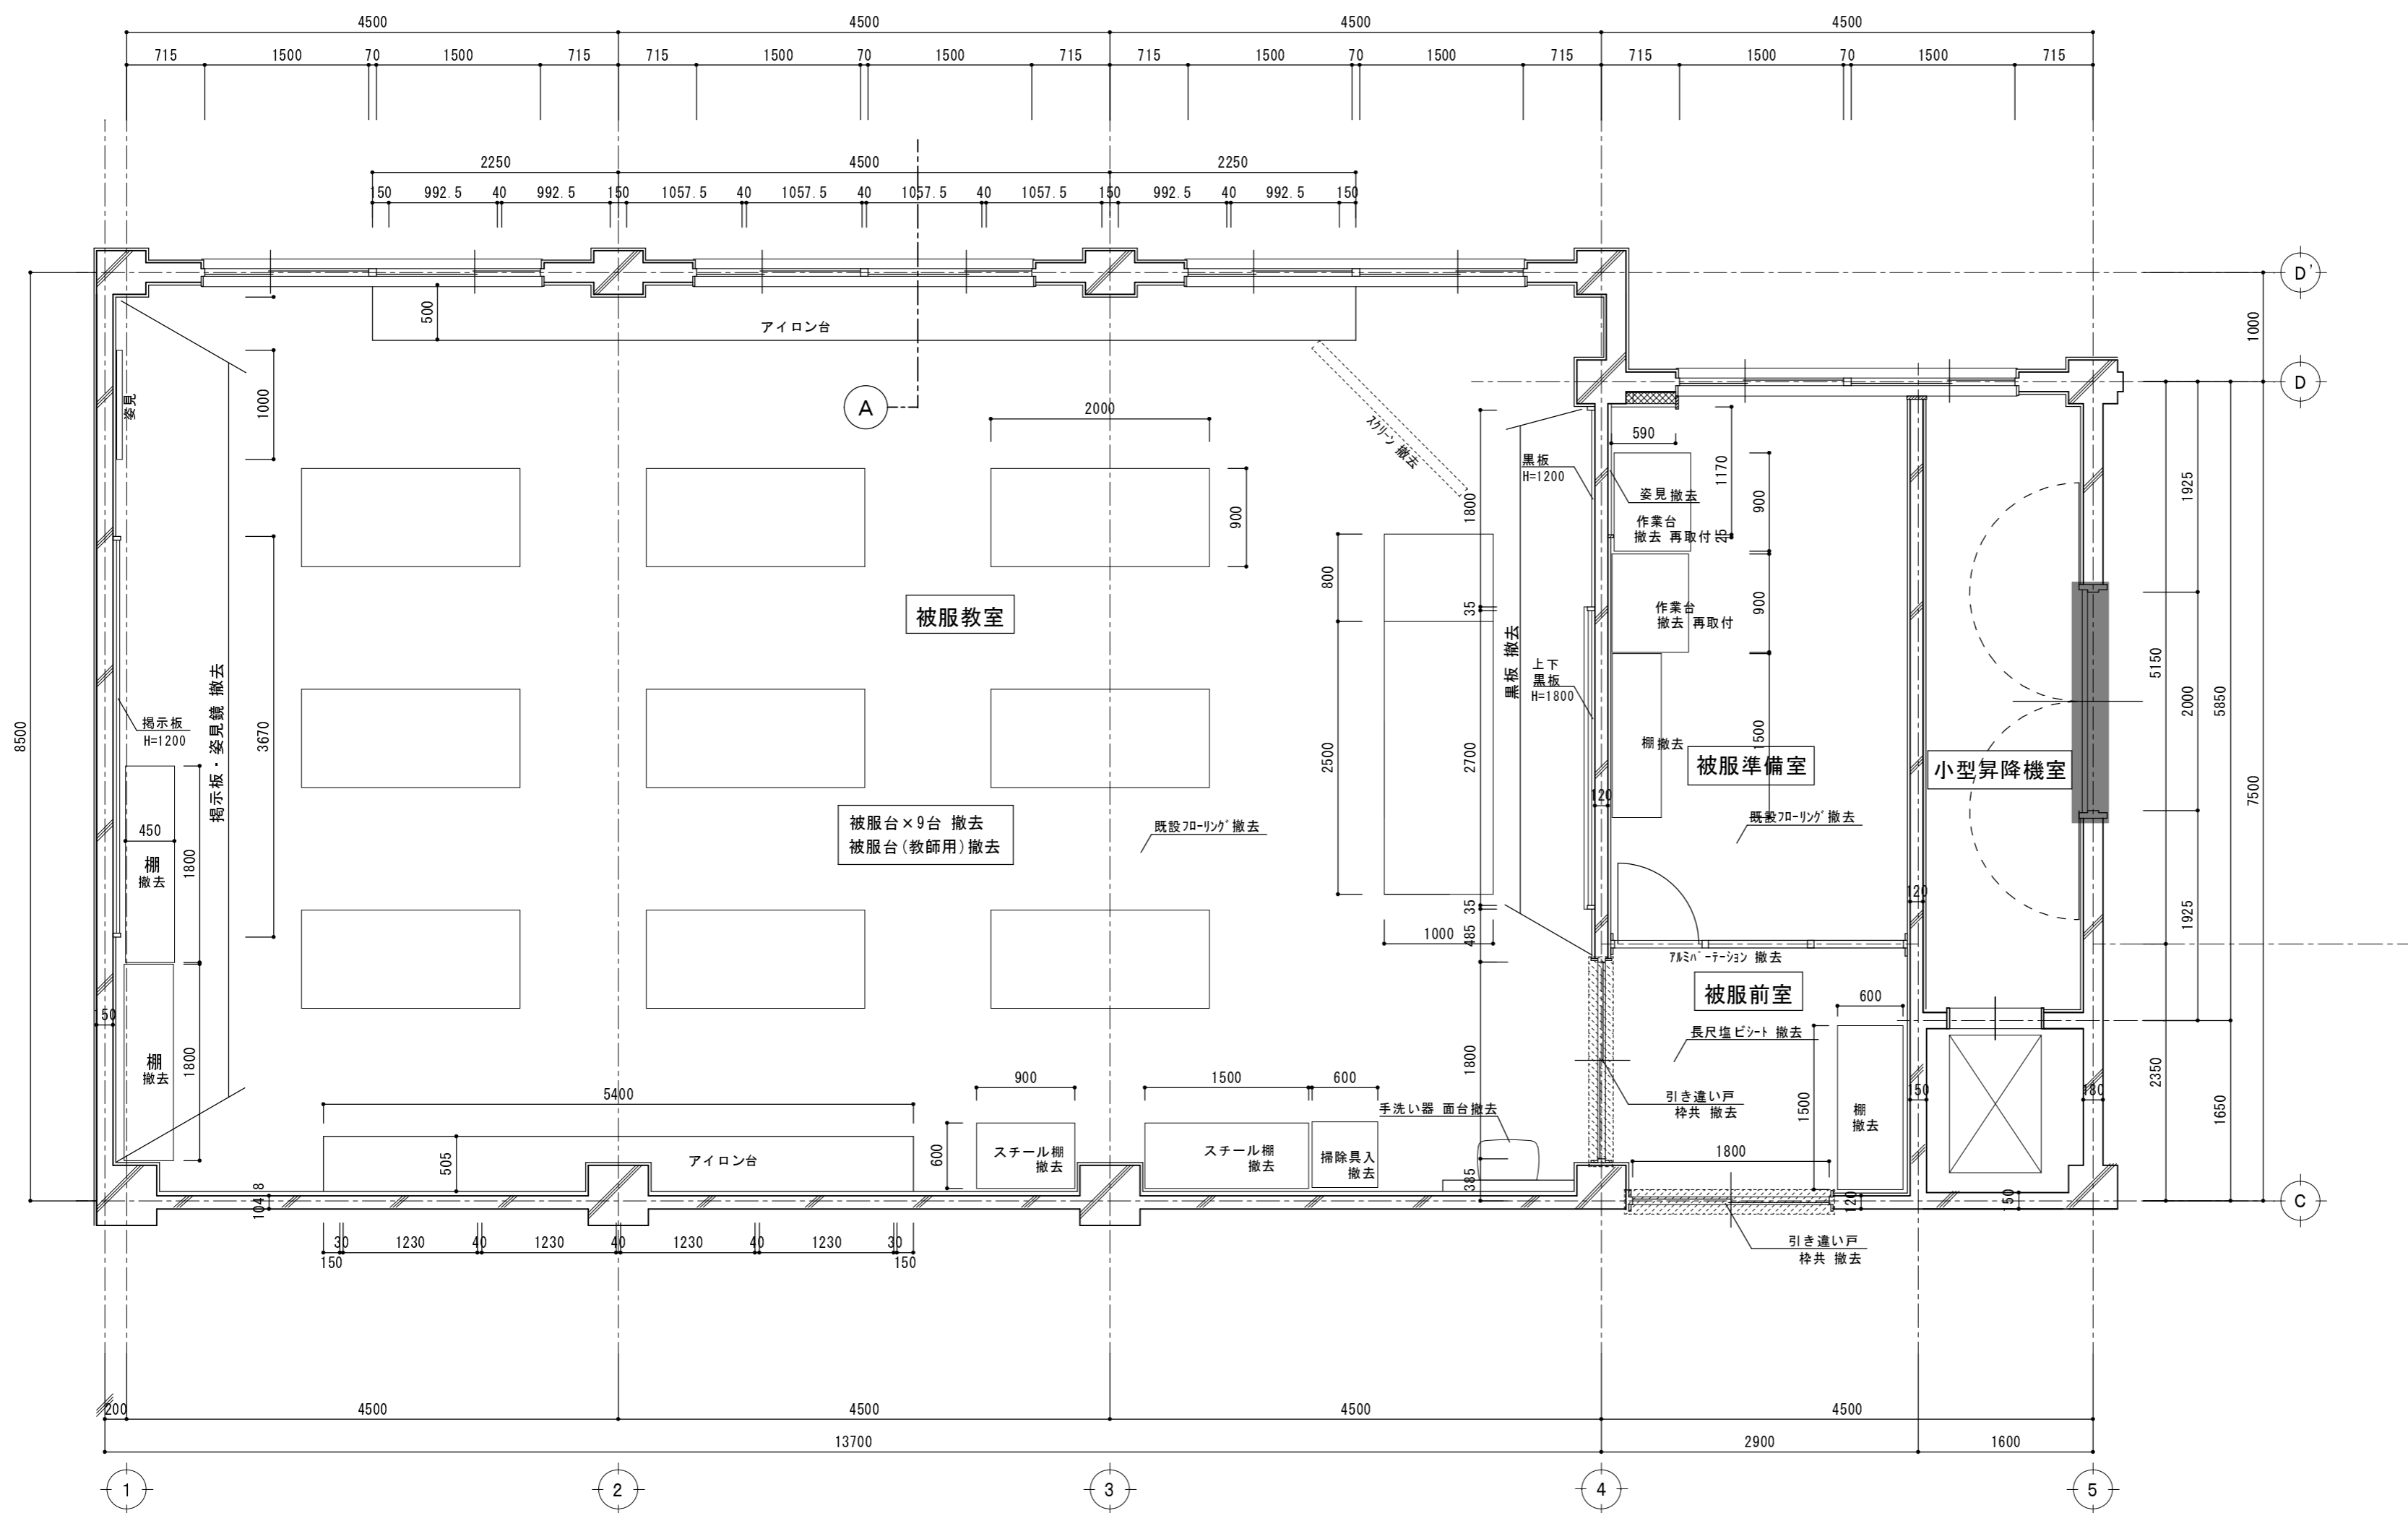 4500 4500 4500 4500
715 1500 70 1500 715 715 1500 70 1500 715 715 1500 70 1500 715 715 1500 70 1500 715
2250 4500 2250
150 992.5 40 992.5 150 1057.5 40 1057.5 40 1057.5 40 1057.5 150 992.5 40 992.5 150
D'
1000
D
500
アイロン台
A
スクリーン 撤去
2000
900
姿見
1000
掲示板・姿見鏡 撤去
3670
掲示板
H=1200
8500
450
棚
撤去
1800
棚
撤去
1800
150
被服教室
被服台×9台 撤去
被服台(教師用)撤去
既設フローリング撤去
800
2500
1000
1800
35
2700
35
485
1800
385
黒板 撤去
黒板
H=1200
上下
黒板
H=1800
120
590
1170
25
姿見撤去
作業台
撤去 再取付
900
作業台
撤去 再取付
900
棚撤去
1500
被服準備室
既設フローリング撤去
小型昇降機室
120
アルミパーテーション 撤去
被服前室
600
長尺塩ビシート 撤去
1500
棚
撤去
引き違い戸
枠共 撤去
1800
120
引き違い戸
枠共 撤去
150
180
150
1925
2000
1925
5150
5850
7500
2350
1650
C
5400
505
アイロン台
900
600
スチール棚
撤去
1500
スチール棚
撤去
600
掃除具入
撤去
手洗い器 面台撤去
104.8
30 1230 40 1230 40 1230 40 1230 30
150 150
200 4500 4500 4500 4500
13700 2900 1600
1 2 3 4 5